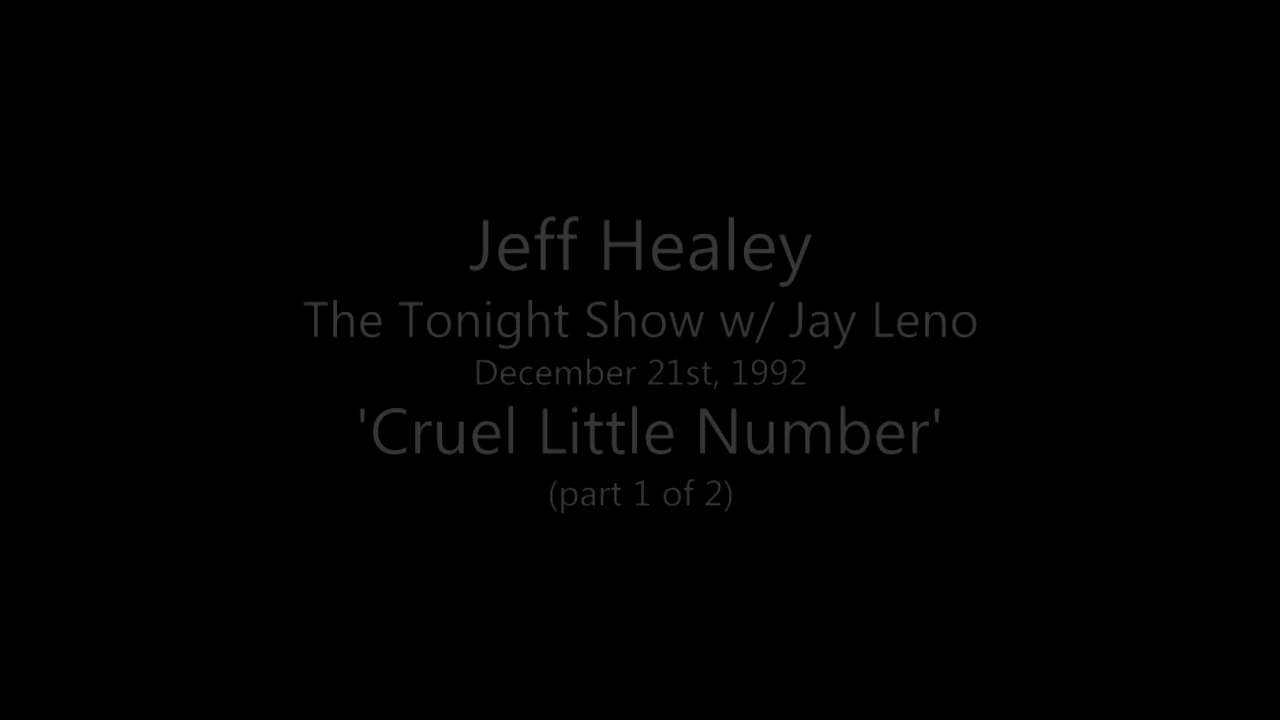 Jeff Healey
The Tonight Show w/ Jay Leno
December 21st, 1992
'Cruel Little Number'
(part 1 of 2)